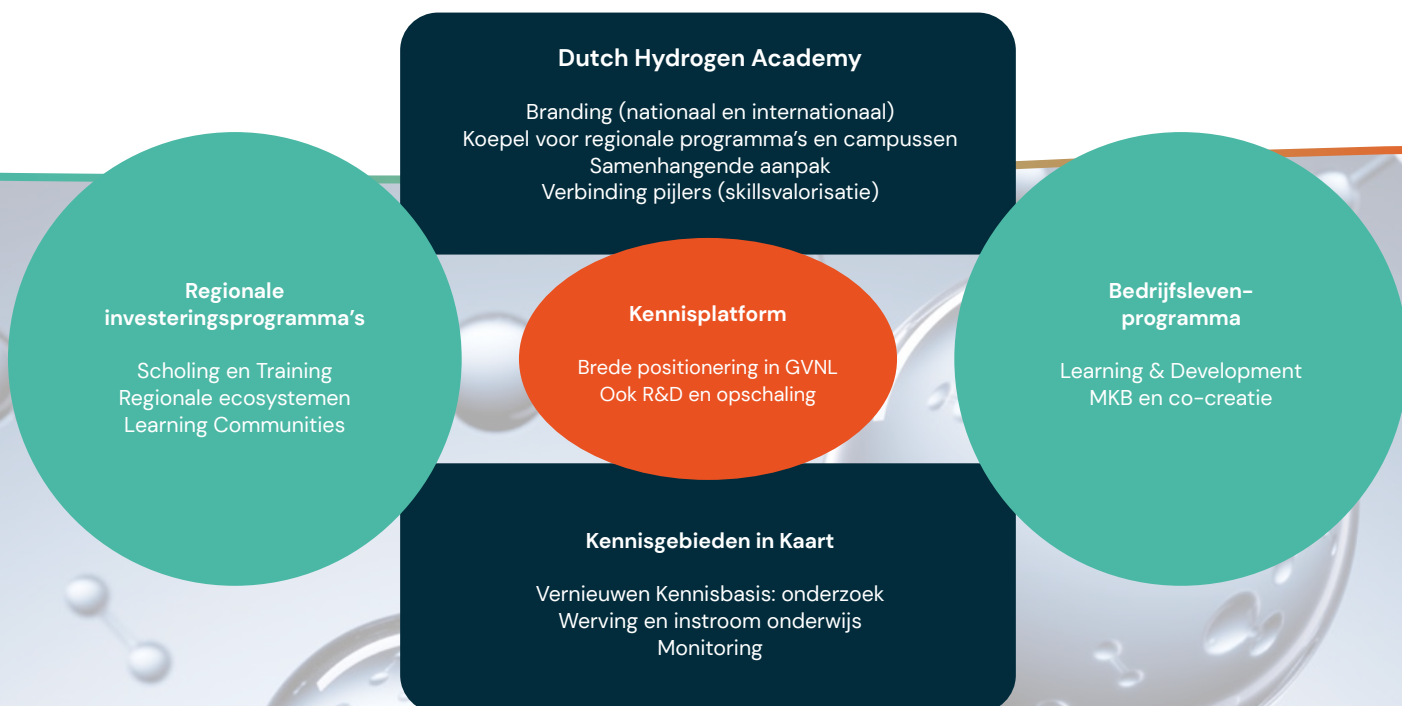 Dutch Hydrogen Academy
Branding (nationaal en internationaal)
Koepel voor regionale programma's en campussen
Samenhangende aanpak
Verbinding pijlers (skillsvalorisatie)
Regionale
investeringsprogramma's
Scholing en Training
Regionale ecosystemen
Learning Communities
Kennisplatform
Brede positionering in GVNL
Ook R&D en opschaling
Bedrijfsleven-
programma
Learning & Development
MKB en co-creatie
Kennisgebieden in Kaart
Vernieuwen Kennisbasis: onderzoek
Werving en instroom onderwijs
Monitoring